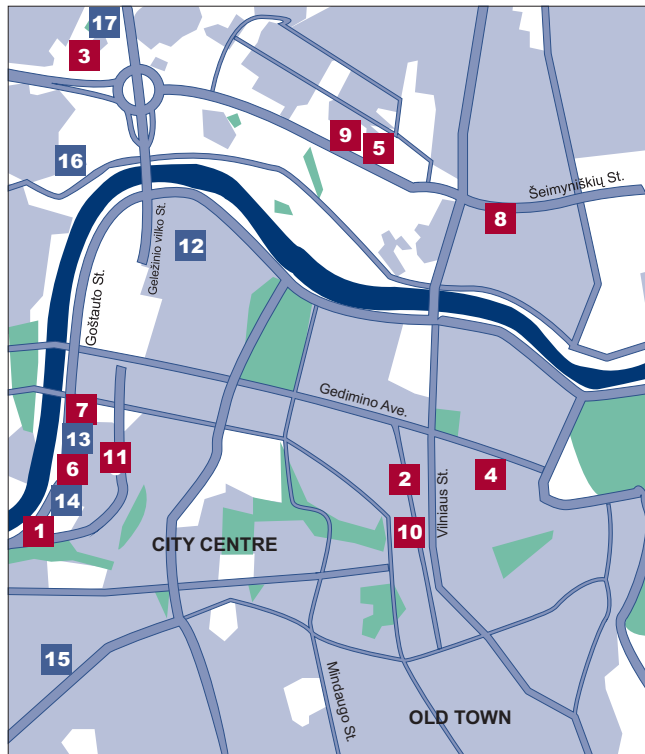 17
3
9
5
16
Šeimyniškių St.
8
Geležinio vilko St.
12
Goštauto St.
Gedimino Ave.
7
13
11
6
2
4
14
Vilniaus St.
1
10
CITY CENTRE
15
Mindaugo St.
OLD TOWN